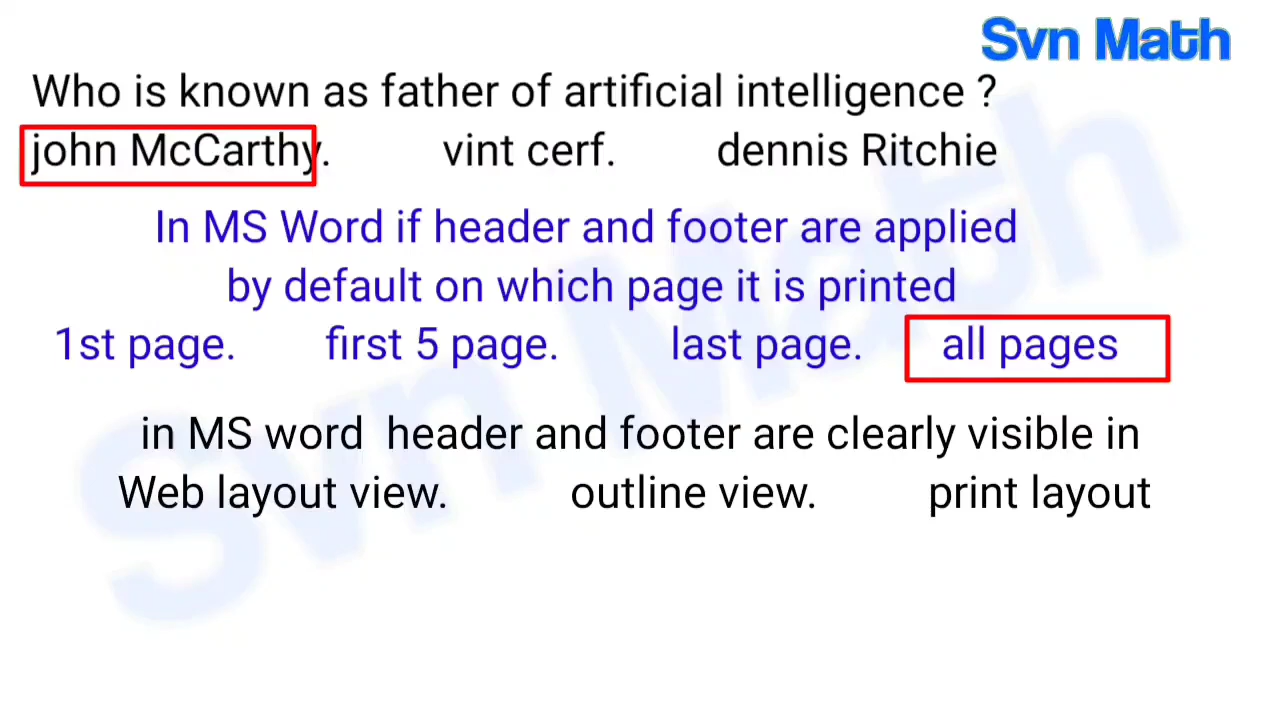 Svn Math
Who is known as father of artificial intelligence ?
john McCarthy. vint cerf. dennis Ritchie
In MS Word if header and footer are applied
by default on which page it is printed
1st page. first 5 page. last page. all pages
in MS word header and footer are clearly visible in
Web layout view. outline view. print layout
Svn Math